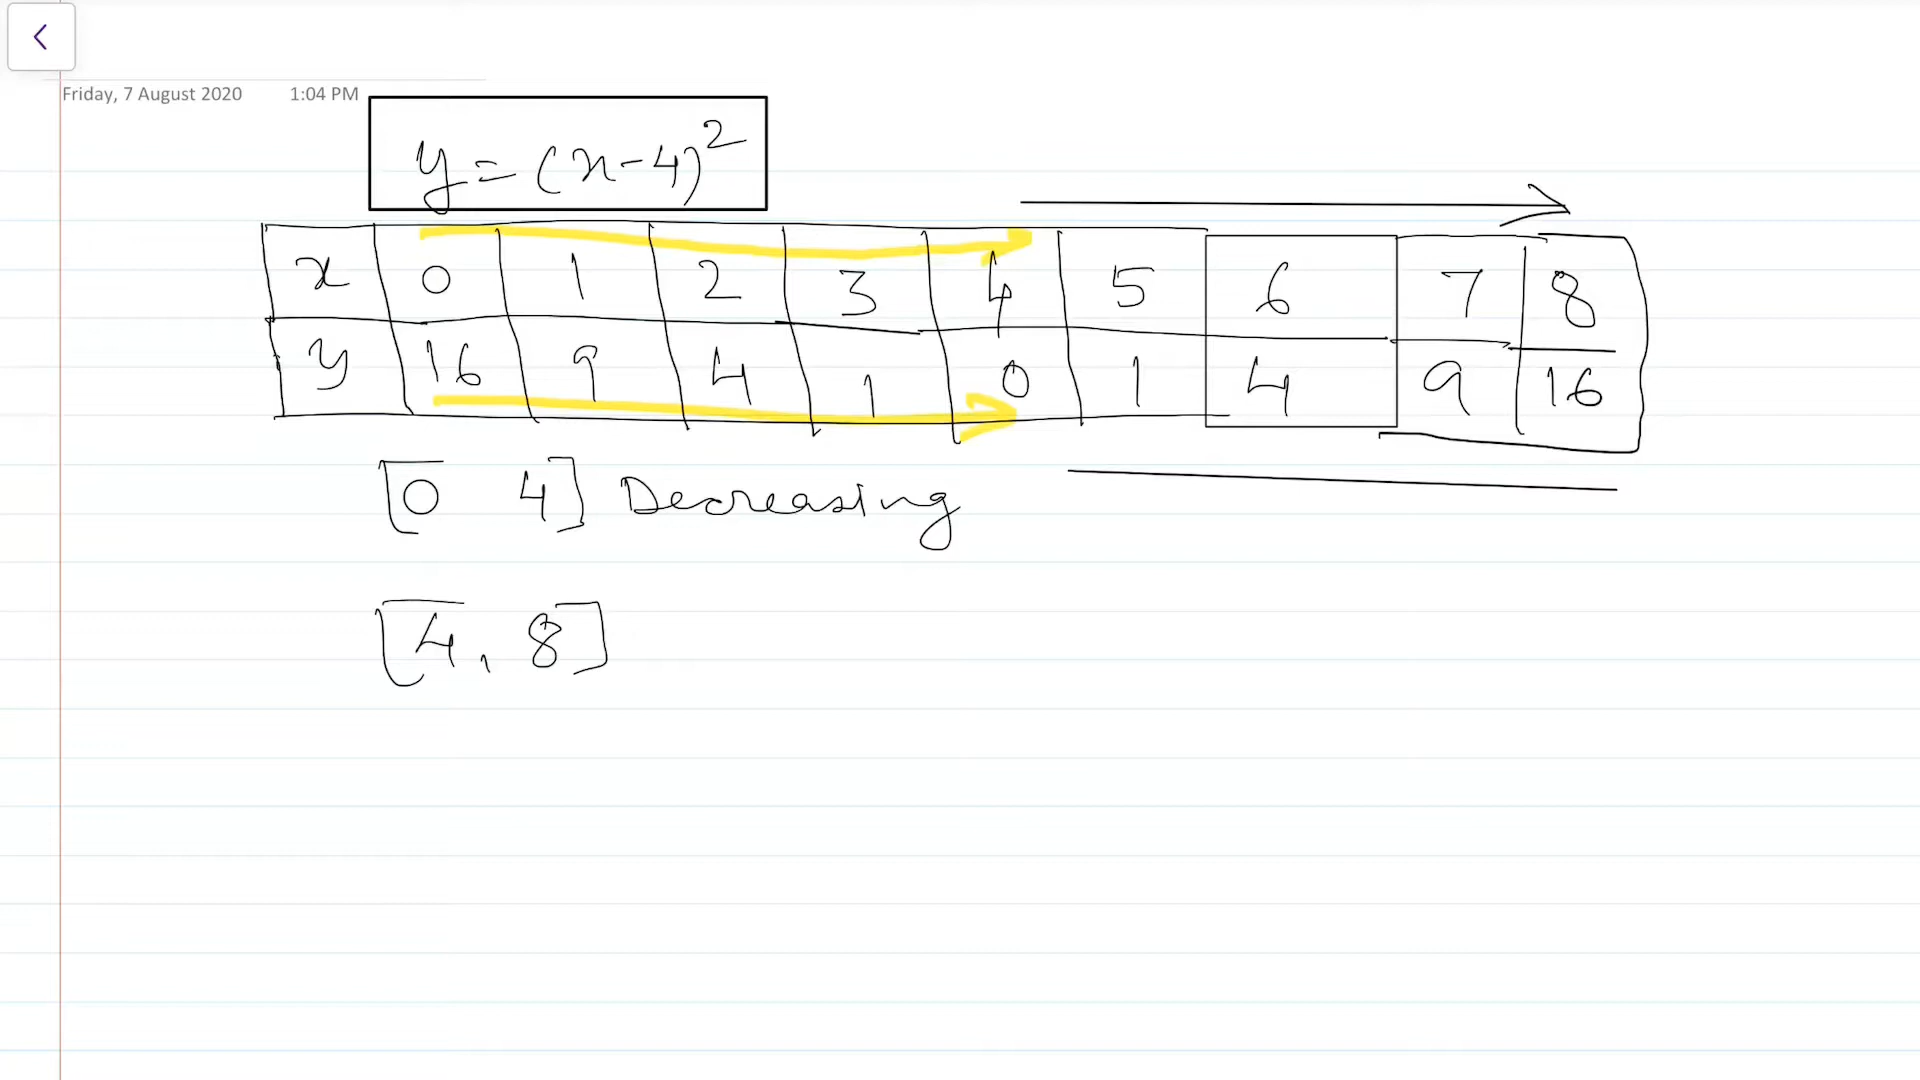 Friday, 7 August 2020 1:04 PM
y = (x-4)²
x 0 1 2 3 4 5 6 7 8
y 16 9 4 1 0 1 4 9 16
[0 4] Decreasing
[4, 8]